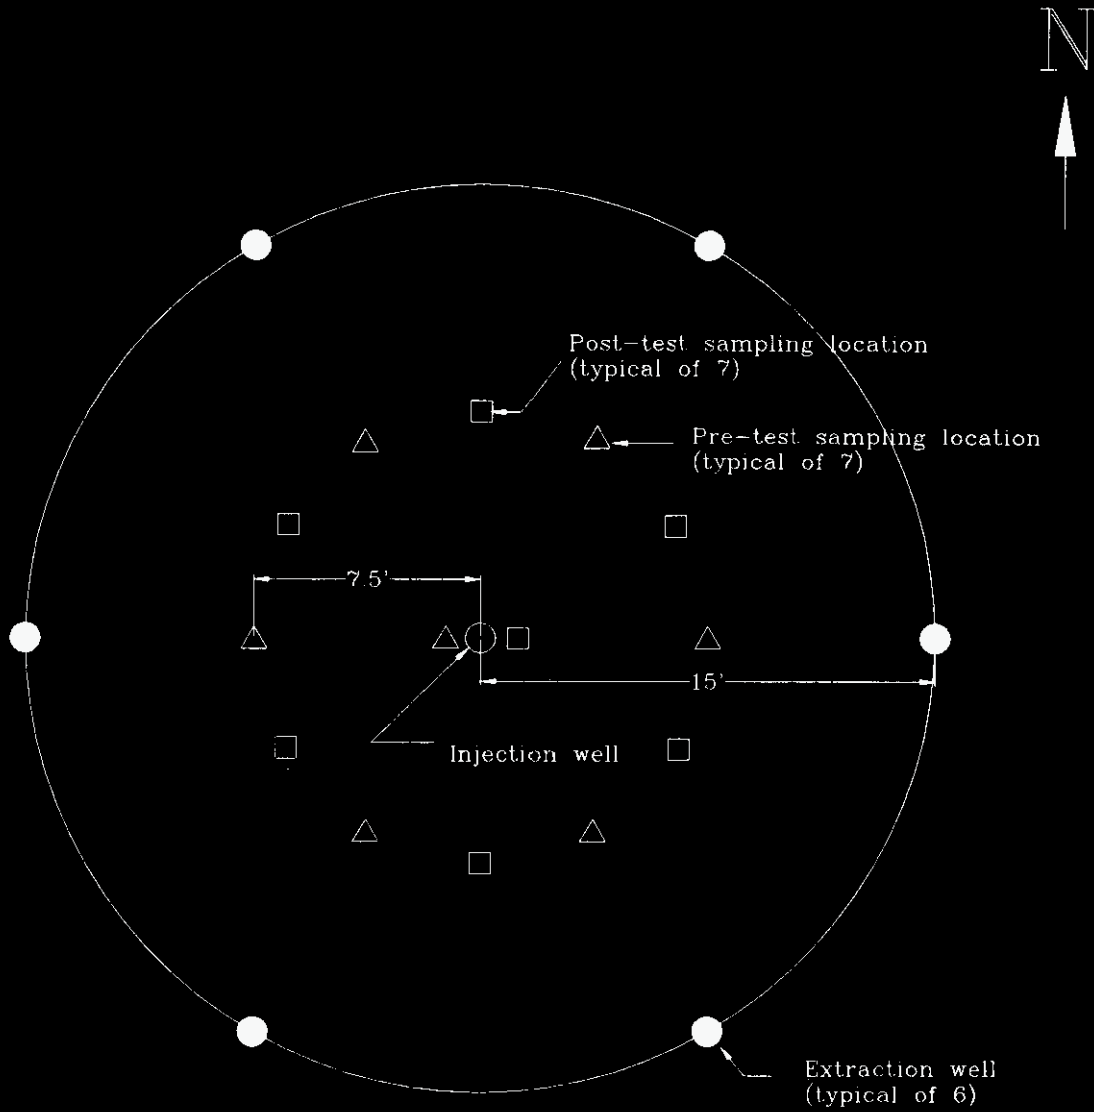 N
Post-test sampling location
(typical of 7)
Pre-test sampling location
(typical of 7)
7.5'
15'
Injection well
Extraction well
(typical of 6)